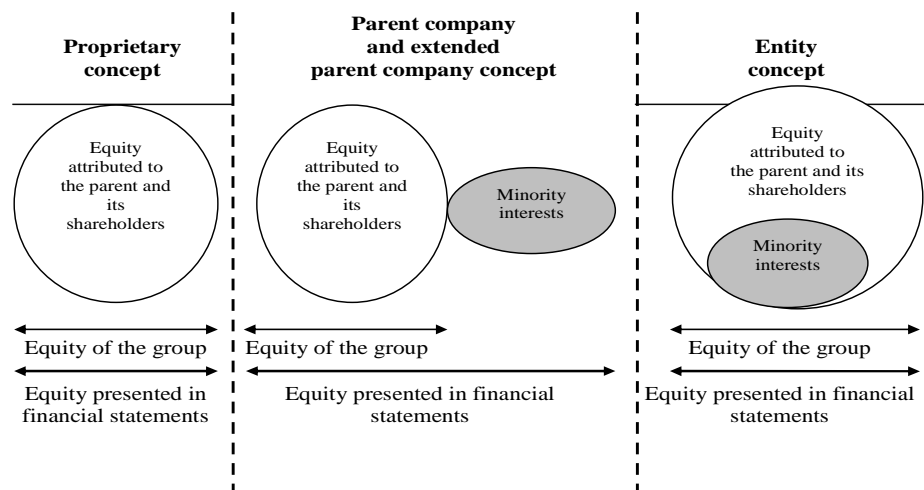 Proprietary
concept
Equity
attributed to
the parent and
its
shareholders
Equity of the group
Equity presented in
financial statements
Parent company
and extended
parent company concept
Equity
attributed to
the parent and
its
shareholders
Minority
interests
Equity of the group
Equity presented in financial
statements
Entity
concept
Equity
attributed to
the parent and its
shareholders
Minority
interests
Equity of the group
Equity presented in financial
statements